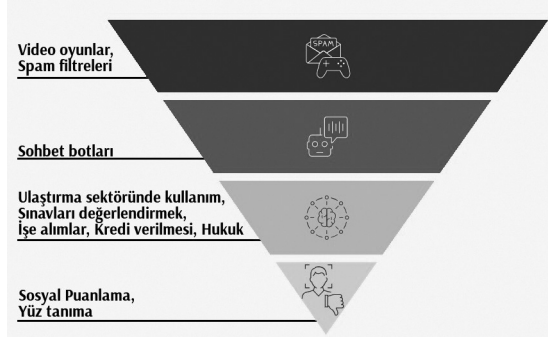 Video oyunlar,
Spam filtreleri
SPAM
Sohbet botları
Ulaştırma sektöründe kullanım,
Sınavları değerlendirmek,
İşe alımlar, Kredi verilmesi, Hukuk
Sosyal Puanlama,
Yüz tanıma